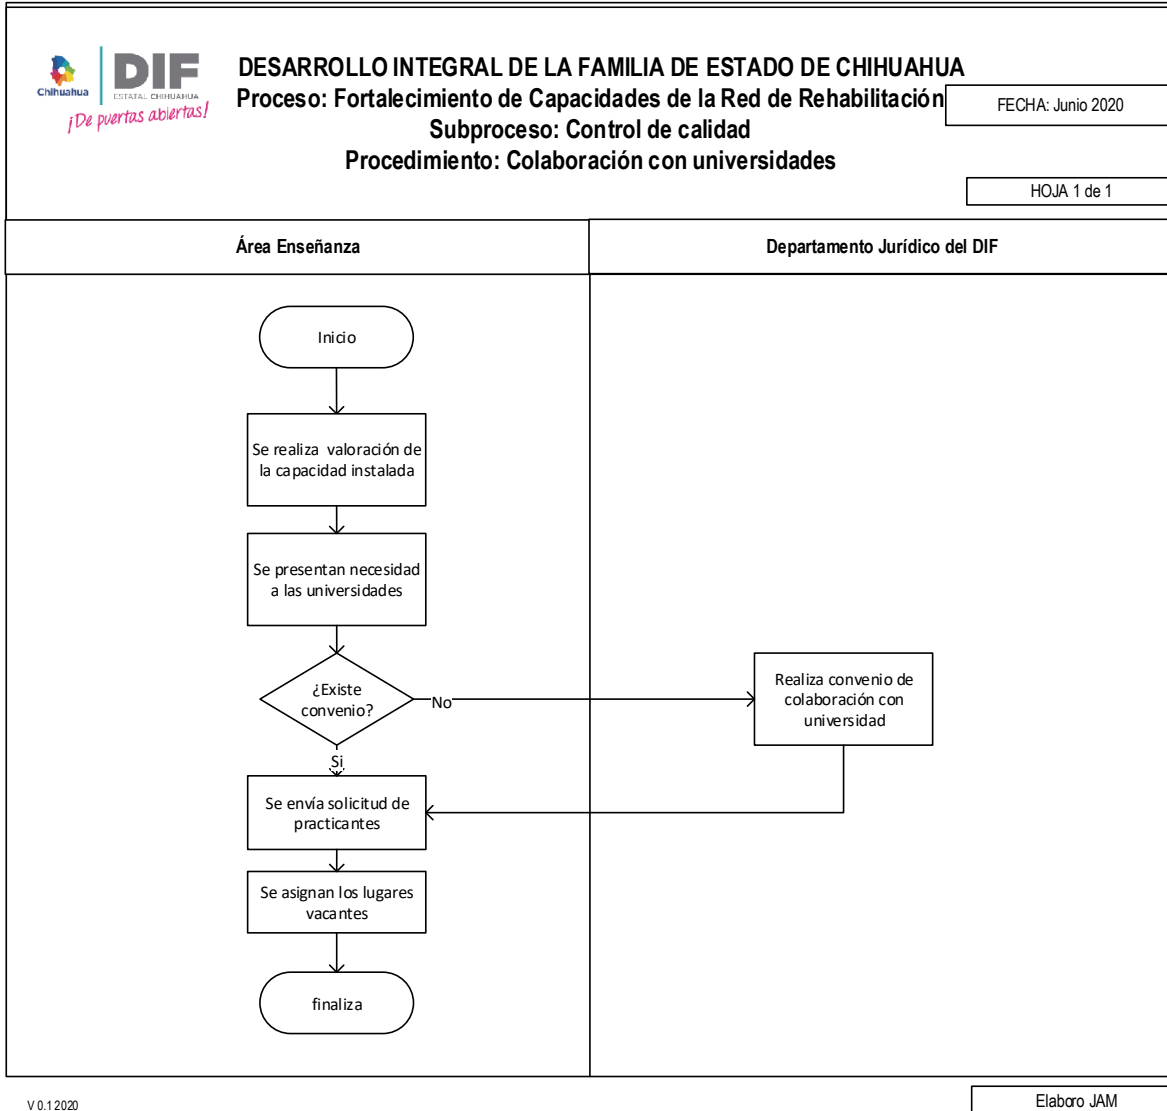 Chihuahua
DIF
ESTATAL CHIHUAHUA
¡De puertas abiertas!
DESARROLLO INTEGRAL DE LA FAMILIA DE ESTADO DE CHIHUAHUA
Proceso: Fortalecimiento de Capacidades de la Red de Rehabilitación
Subproceso: Control de calidad
Procedimiento: Colaboración con universidades
FECHA: Junio 2020
HOJA 1 de 1
Área Enseñanza
Departamento Jurídico del DIF
Inicio
Se realiza valoración de
la capacidad instalada
Se presentan necesidad
a las universidades
¿Existe
convenio?
No
Realiza convenio de
colaboración con
universidad
Si
Se envía solicitud de
practicantes
Se asignan los lugares
vacantes
finaliza
V 0.1 2020
Elaboro JAM